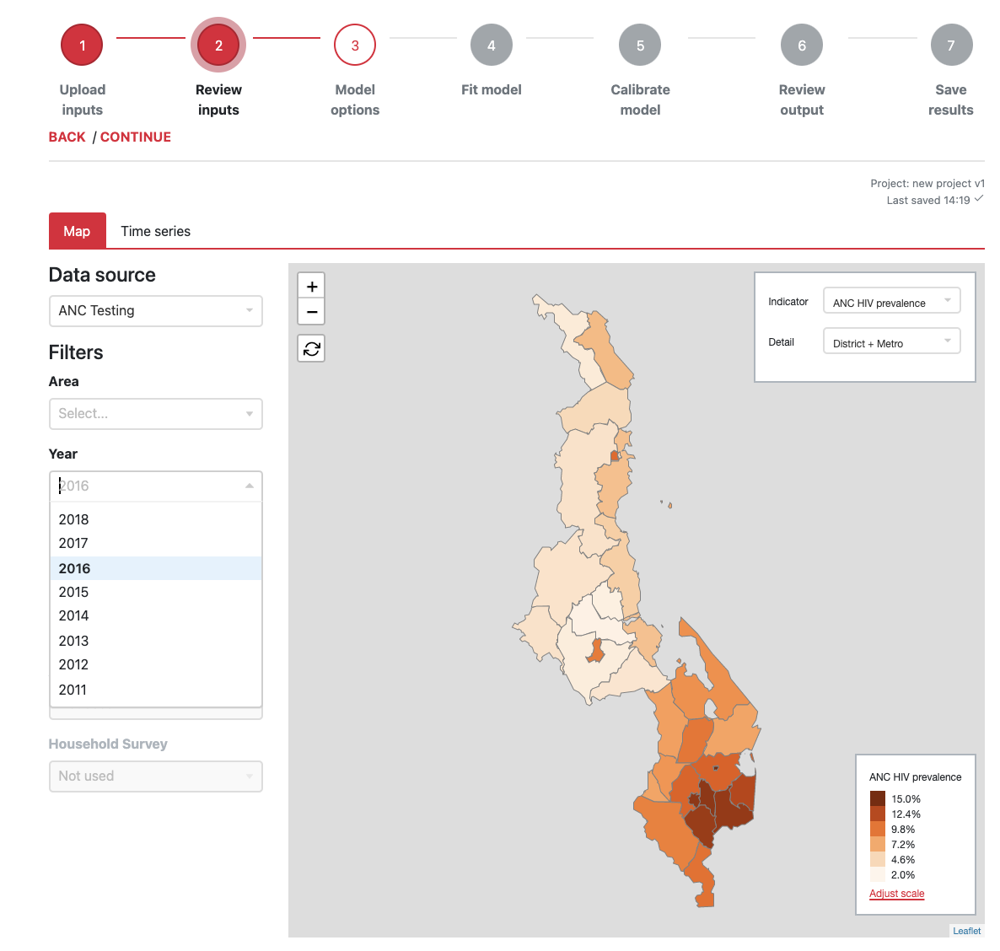 1
2
3
4
5
6
7
Upload inputs
Review inputs
Model options
Fit model
Calibrate model
Review output
Save results
BACK / CONTINUE
Project: new project v1
Last saved 14:19
Map
Time series
Data source
ANC Testing
Filters
Area
Select...
Year
2016
2018
2017
2016
2015
2014
2013
2012
2011
Household Survey
Not used
+
−
Indicator
ANC HIV prevalence
Detail
District + Metro
ANC HIV prevalence
15.0%
12.4%
9.8%
7.2%
4.6%
2.0%
Adjust scale
Leaflet